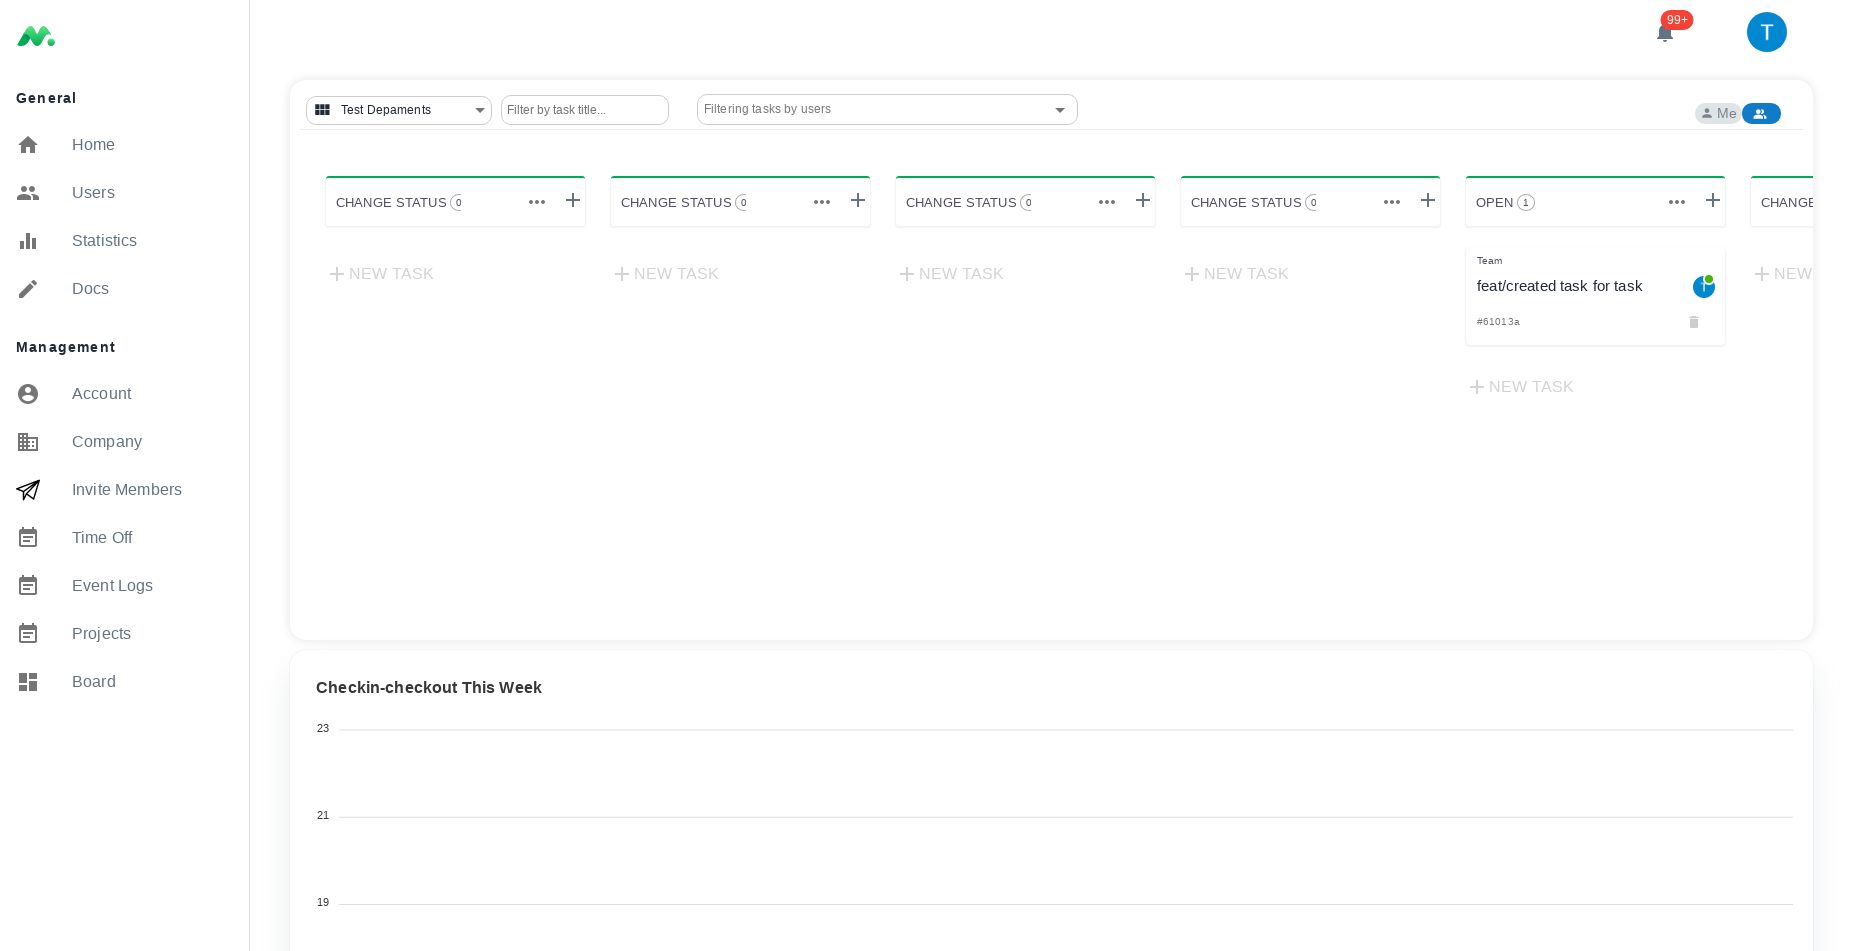 99+
T
General
Home
Users
Statistics
Docs
Management
Account
Company
Invite Members
Time Off
Event Logs
Projects
Board
Test Depaments
Filter by task title...
Filtering tasks by users
Me
CHANGE STATUS 0
NEW TASK
CHANGE STATUS 0
NEW TASK
CHANGE STATUS 0
NEW TASK
CHANGE STATUS 0
NEW TASK
OPEN 1
Team
feat/created task for task
T
#61013a
NEW TASK
CHANGE
NEW
Checkin-checkout This Week
23
21
19